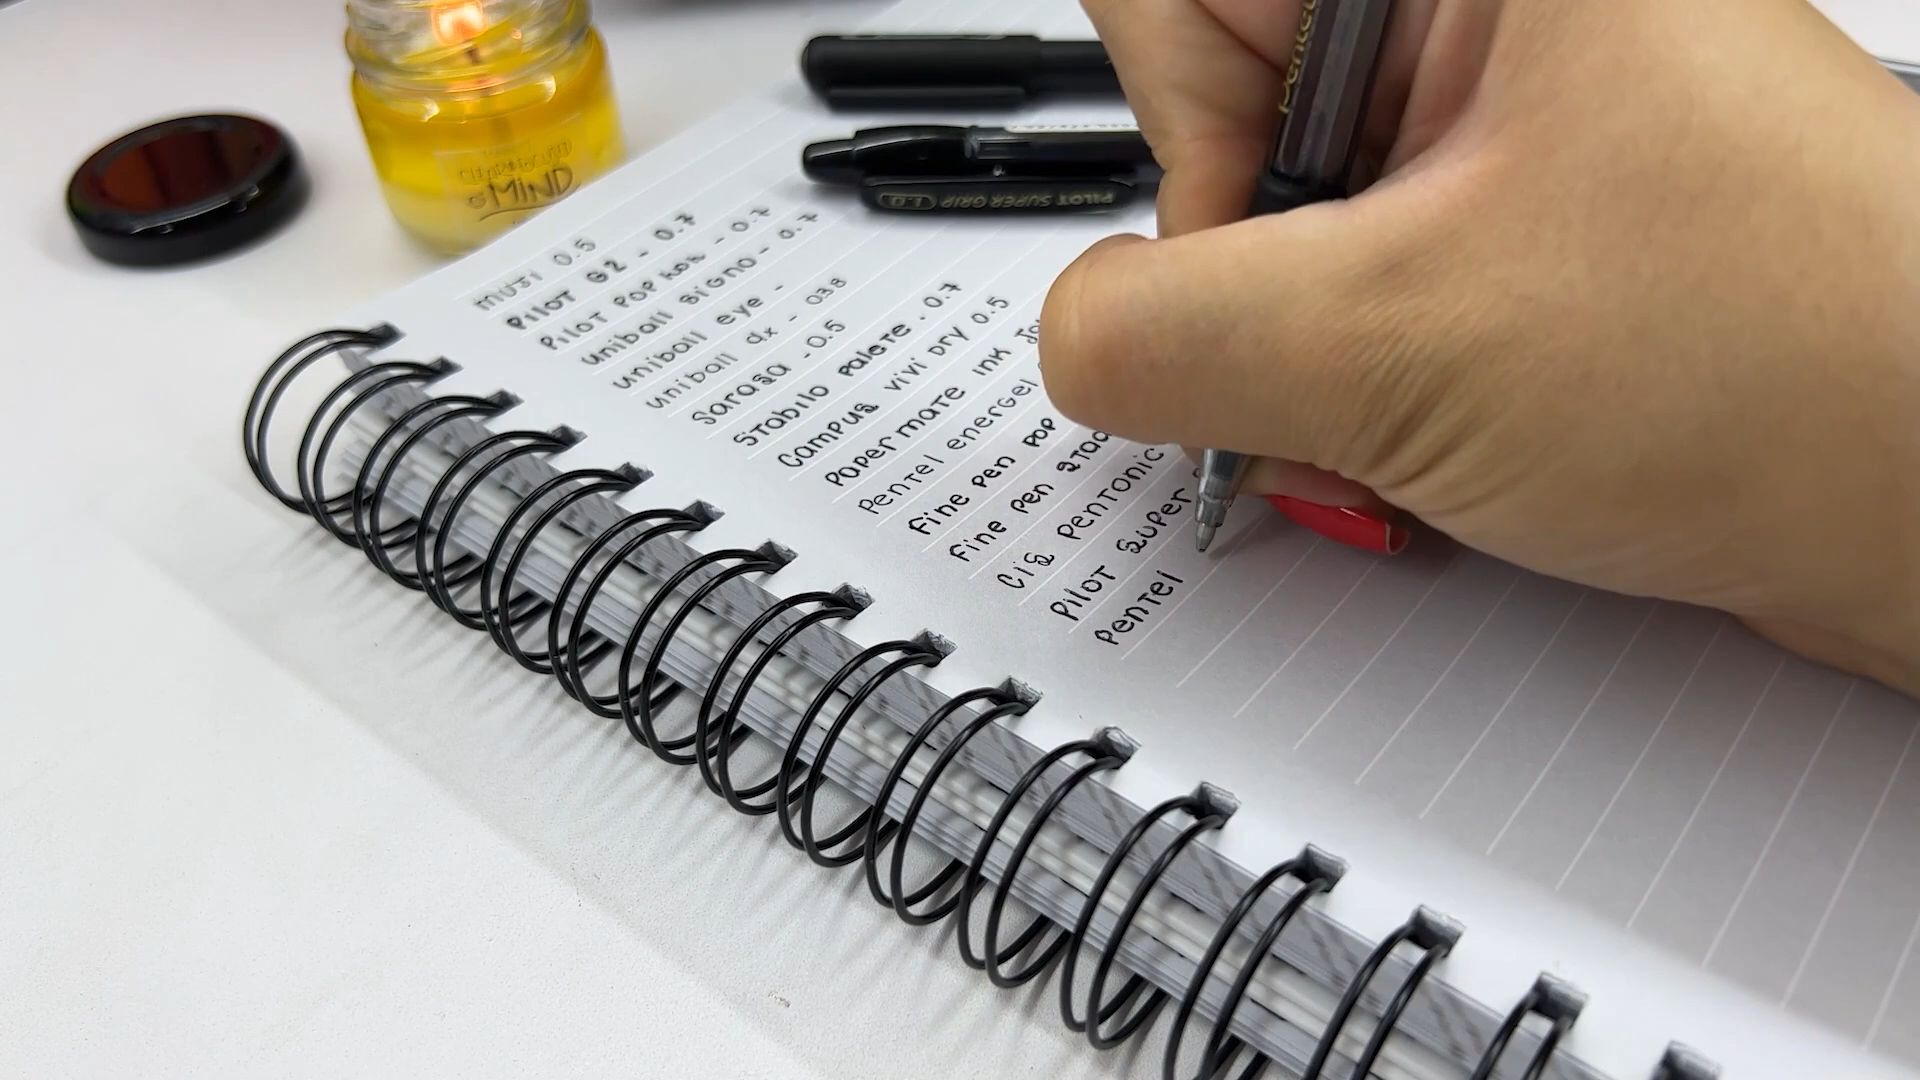 MIND
PILOT SUPER GRIP 1.0
muji 0.5
Pilot G2 - 0.7
Pilot Pop - 0.7
uniball signo - 0.7
uniball eye -
uniball dx - 038
Sarasa - 0.5
Stabilo palete - 0.7
Campus vivi DRY 0.5
Paper mate ink
Pentel energel
Fine pen pop
Fine pen
Cis Pentonic
Pilot super
Pentel